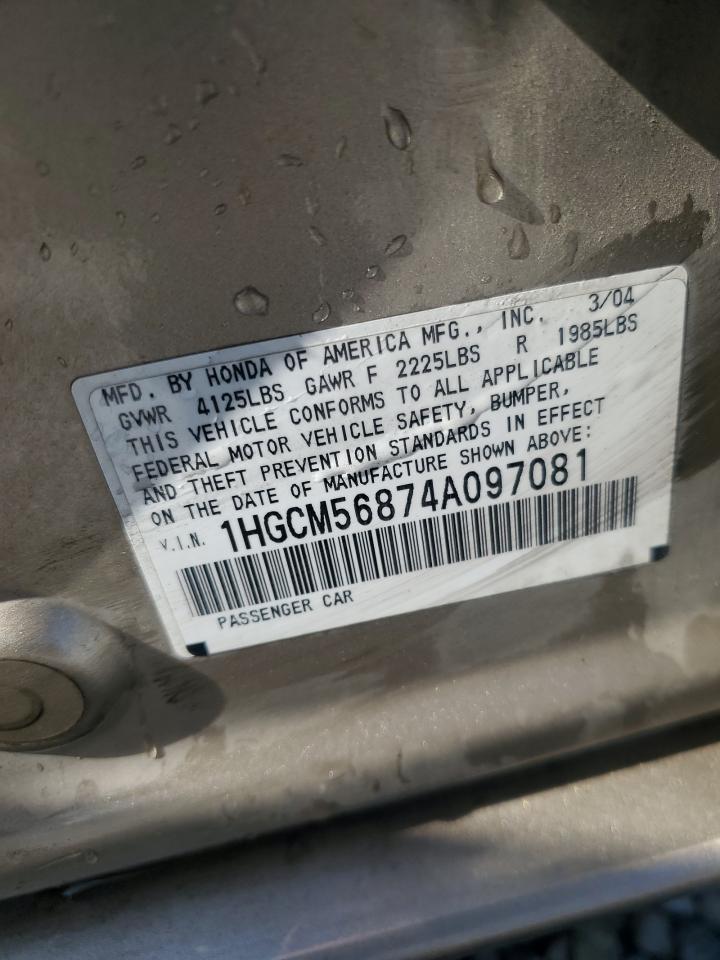 MFD. BY HONDA OF AMERICA MFG., INC. 3/04
GVWR 4125LBS GAWR F 2225LBS R 1985LBS
THIS VEHICLE CONFORMS TO ALL APPLICABLE
FEDERAL MOTOR VEHICLE SAFETY, BUMPER,
AND THEFT PREVENTION STANDARDS IN EFFECT
ON THE DATE OF MANUFACTURE SHOWN ABOVE:
V.I.N. 1HGCM56874A097081
PASSENGER CAR